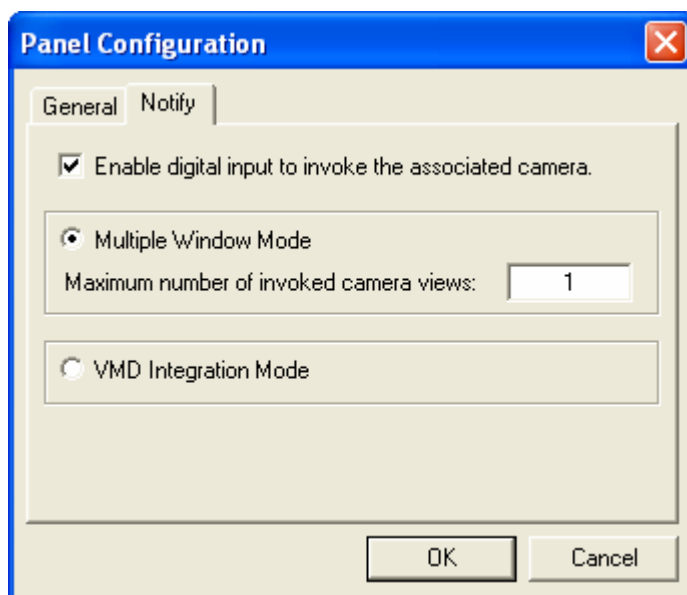 Panel Configuration
General Notify
Enable digital input to invoke the associated camera.
Multiple Window Mode
Maximum number of invoked camera views: 1
VMD Integration Mode
OK Cancel